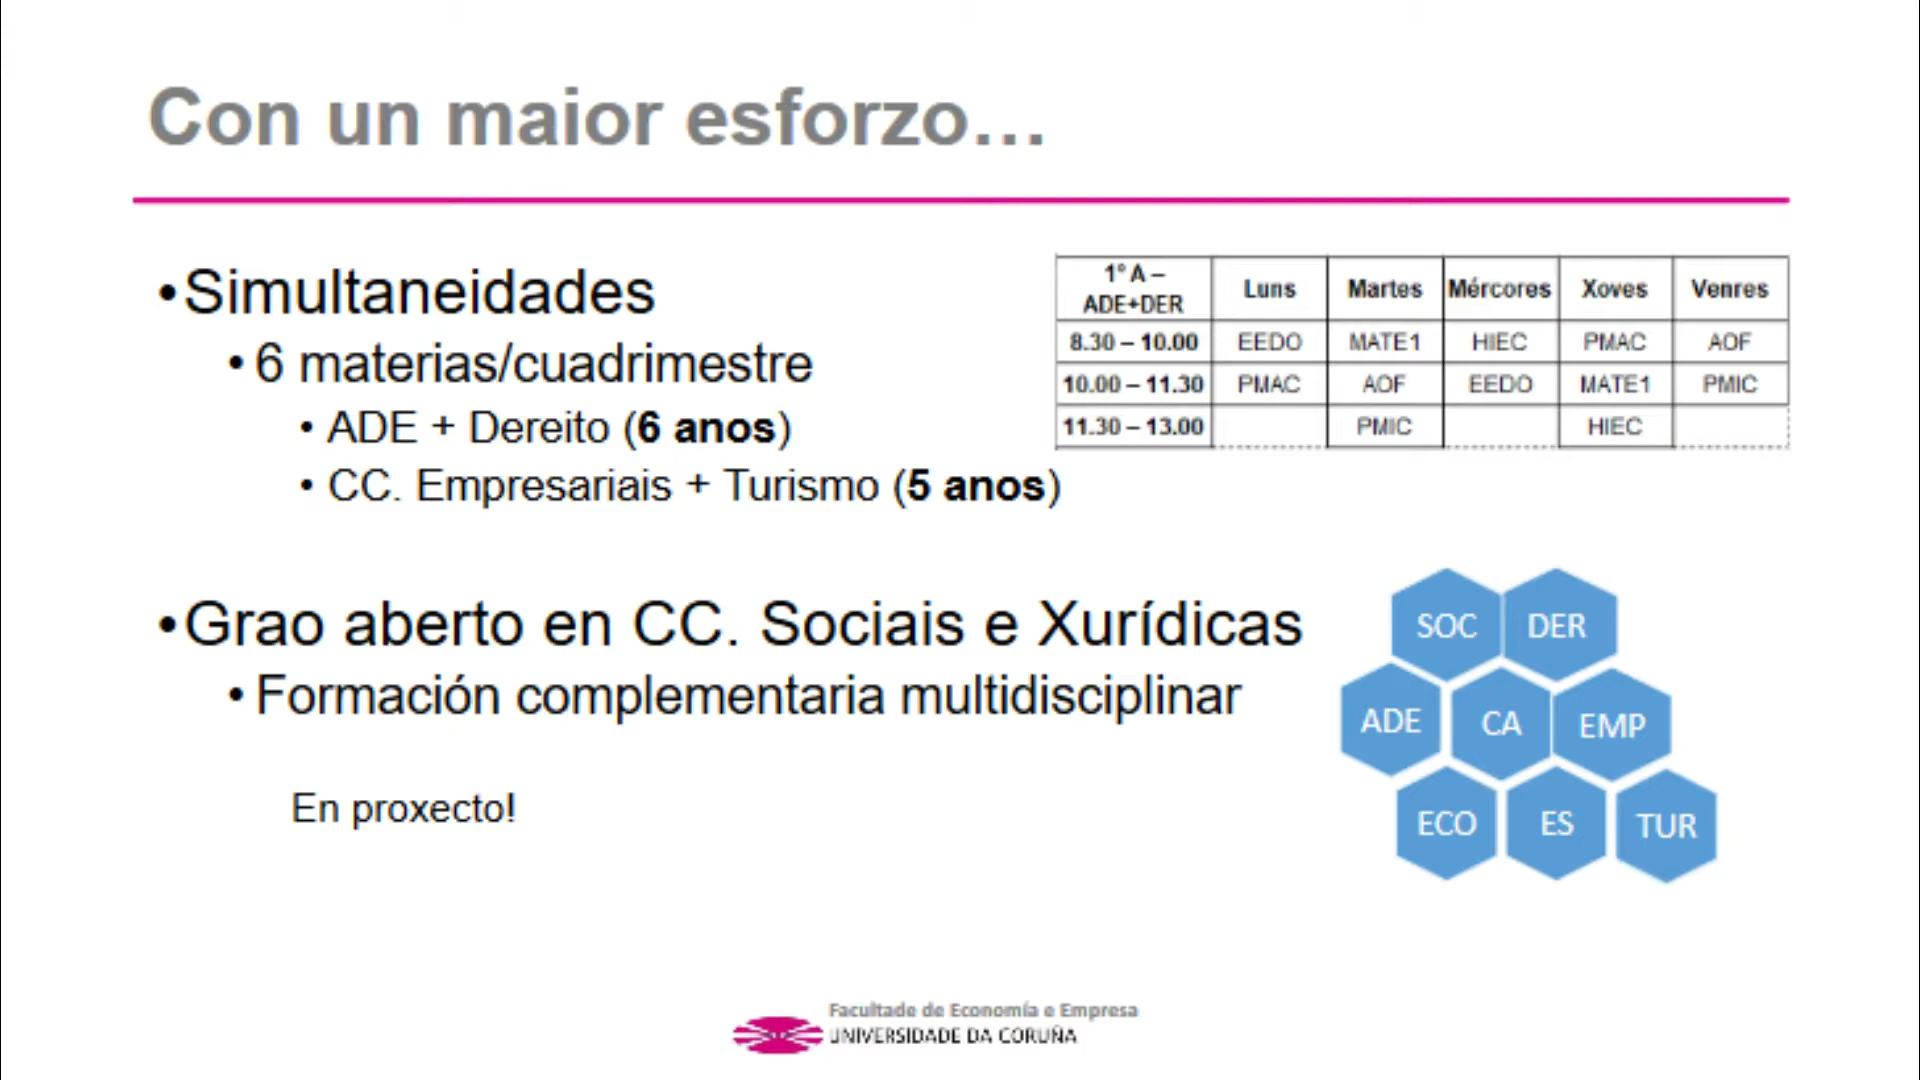 Con un maior esforzo...
•Simultaneidades
•6 materias/cuadrimestre
• ADE + Dereito (6 anos)
• CC. Empresariais + Turismo (5 anos)
1º A – ADE+DER Luns Martes Mércores Xoves Venres
8.30 – 10.00 EEDO MATE1 HIEC PMAC AOF
10.00 – 11.30 PMAC AOF EEDO MATE1 PMIC
11.30 – 13.00 PMIC HIEC
•Grao aberto en CC. Sociais e Xurídicas
•Formación complementaria multidisciplinar
En proxecto!
SOC DER
ADE CA EMP
ECO ES TUR
Facultade de Economía e Empresa
UNIVERSIDADE DA CORUÑA